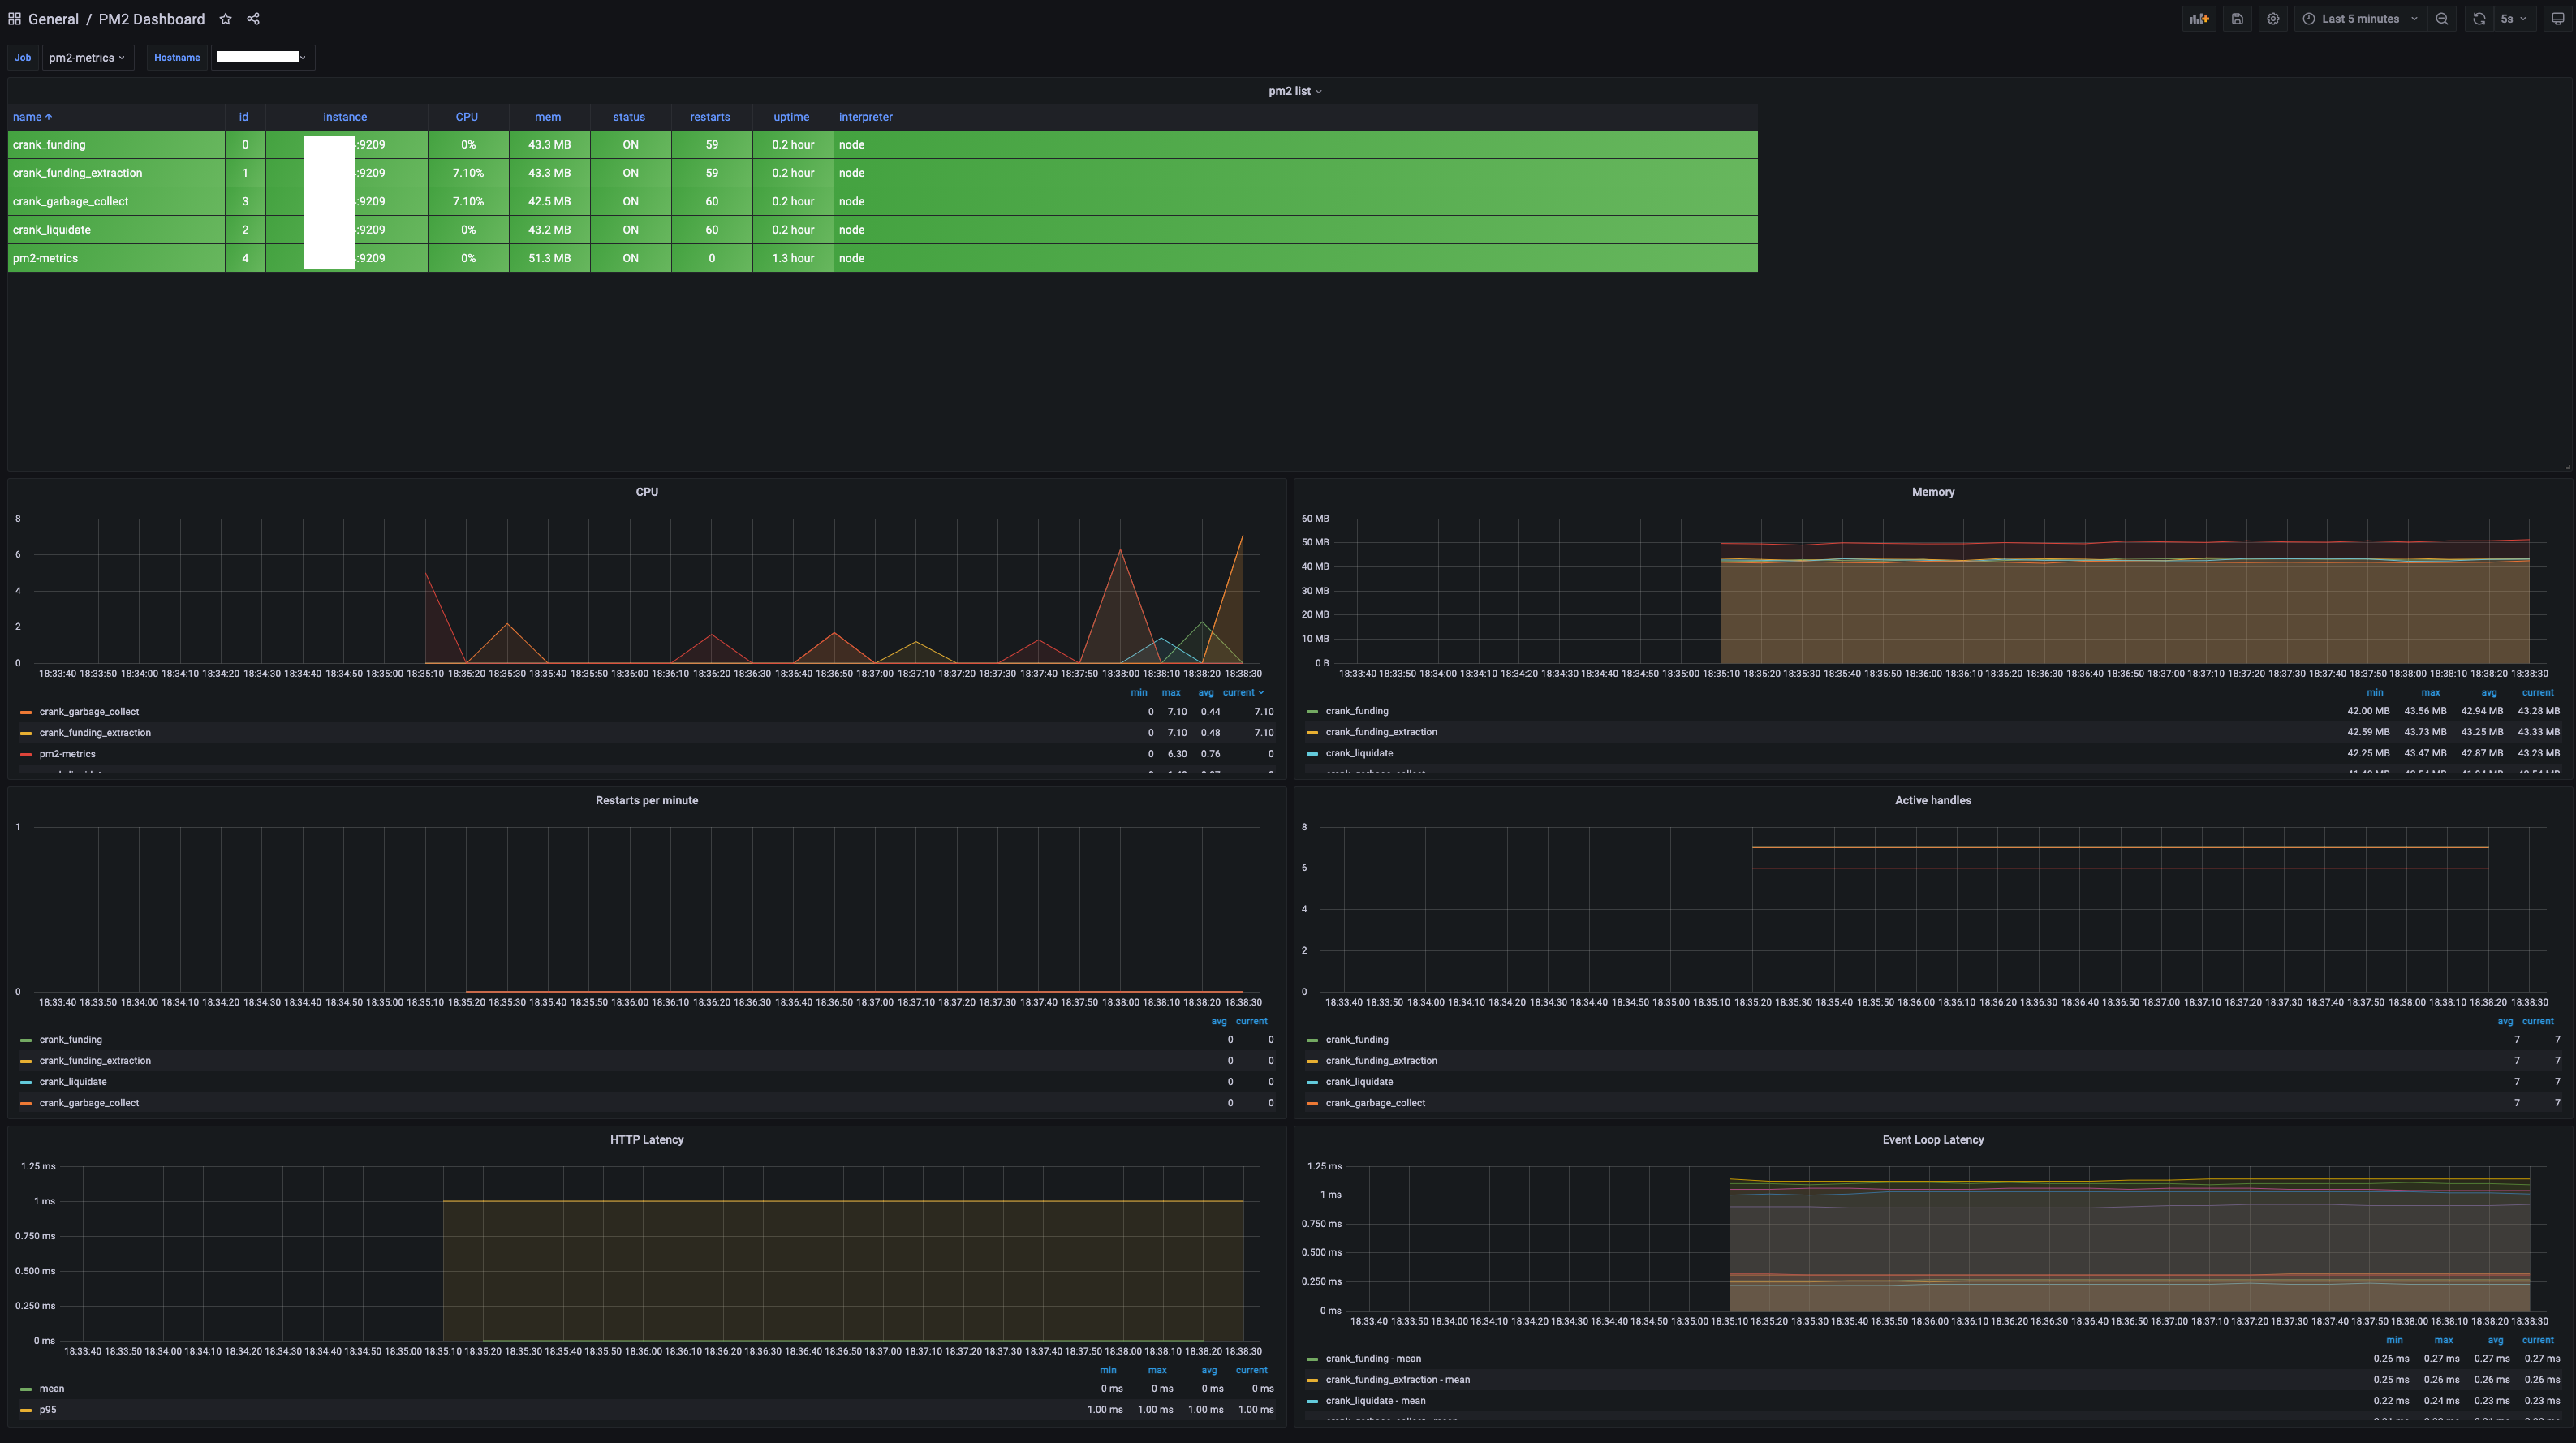 General / PM2 Dashboard
Last 5 minutes
5s
Job pm2-metrics Hostname
pm2 list
name id instance CPU mem status restarts uptime interpreter
crank_funding 0 :9209 0% 43.3 MB ON 59 0.2 hour node
crank_funding_extraction 1 :9209 7.10% 43.3 MB ON 59 0.2 hour node
crank_garbage_collect 3 :9209 7.10% 42.5 MB ON 60 0.2 hour node
crank_liquidate 2 :9209 0% 43.2 MB ON 60 0.2 hour node
pm2-metrics 4 :9209 0% 51.3 MB ON 0 1.3 hour node
CPU
8
6
4
2
0
18:33:40 18:33:50 18:34:00 18:34:10 18:34:20 18:34:30 18:34:40 18:34:50 18:35:00 18:35:10 18:35:20 18:35:30 18:35:40 18:35:50 18:36:00 18:36:10 18:36:20 18:36:30 18:36:40 18:36:50 18:37:00 18:37:10 18:37:20 18:37:30 18:37:40 18:37:50 18:38:00 18:38:10 18:38:20 18:38:30
min max avg current
crank_garbage_collect 0 7.10 0.44 7.10
crank_funding_extraction 0 7.10 0.48 7.10
pm2-metrics 0 6.30 0.76 0
Memory
60 MB
50 MB
40 MB
30 MB
20 MB
10 MB
0 B
18:33:40 18:33:50 18:34:00 18:34:10 18:34:20 18:34:30 18:34:40 18:34:50 18:35:00 18:35:10 18:35:20 18:35:30 18:35:40 18:35:50 18:36:00 18:36:10 18:36:20 18:36:30 18:36:40 18:36:50 18:37:00 18:37:10 18:37:20 18:37:30 18:37:40 18:37:50 18:38:00 18:38:10 18:38:20 18:38:30
min max avg current
crank_funding 42.00 MB 43.56 MB 42.94 MB 43.28 MB
crank_funding_extraction 42.59 MB 43.73 MB 43.25 MB 43.33 MB
crank_liquidate 42.25 MB 43.47 MB 42.87 MB 43.23 MB
Restarts per minute
1
0
18:33:40 18:33:50 18:34:00 18:34:10 18:34:20 18:34:30 18:34:40 18:34:50 18:35:00 18:35:10 18:35:20 18:35:30 18:35:40 18:35:50 18:36:00 18:36:10 18:36:20 18:36:30 18:36:40 18:36:50 18:37:00 18:37:10 18:37:20 18:37:30 18:37:40 18:37:50 18:38:00 18:38:10 18:38:20 18:38:30
avg current
crank_funding 0 0
crank_funding_extraction 0 0
crank_liquidate 0 0
crank_garbage_collect 0 0
Active handles
8
6
4
2
0
18:33:40 18:33:50 18:34:00 18:34:10 18:34:20 18:34:30 18:34:40 18:34:50 18:35:00 18:35:10 18:35:20 18:35:30 18:35:40 18:35:50 18:36:00 18:36:10 18:36:20 18:36:30 18:36:40 18:36:50 18:37:00 18:37:10 18:37:20 18:37:30 18:37:40 18:37:50 18:38:00 18:38:10 18:38:20 18:38:30
avg current
crank_funding 7 7
crank_funding_extraction 7 7
crank_liquidate 7 7
crank_garbage_collect 7 7
HTTP Latency
1.25 ms
1 ms
0.750 ms
0.500 ms
0.250 ms
0 ms
18:33:40 18:33:50 18:34:00 18:34:10 18:34:20 18:34:30 18:34:40 18:34:50 18:35:00 18:35:10 18:35:20 18:35:30 18:35:40 18:35:50 18:36:00 18:36:10 18:36:20 18:36:30 18:36:40 18:36:50 18:37:00 18:37:10 18:37:20 18:37:30 18:37:40 18:37:50 18:38:00 18:38:10 18:38:20 18:38:30
min max avg current
mean 0 ms 0 ms 0 ms 0 ms
p95 1.00 ms 1.00 ms 1.00 ms 1.00 ms
Event Loop Latency
1.25 ms
1 ms
0.750 ms
0.500 ms
0.250 ms
0 ms
18:33:40 18:33:50 18:34:00 18:34:10 18:34:20 18:34:30 18:34:40 18:34:50 18:35:00 18:35:10 18:35:20 18:35:30 18:35:40 18:35:50 18:36:00 18:36:10 18:36:20 18:36:30 18:36:40 18:36:50 18:37:00 18:37:10 18:37:20 18:37:30 18:37:40 18:37:50 18:38:00 18:38:10 18:38:20 18:38:30
min max avg current
crank_funding - mean 0.26 ms 0.27 ms 0.27 ms 0.27 ms
crank_funding_extraction - mean 0.25 ms 0.26 ms 0.26 ms 0.26 ms
crank_liquidate - mean 0.22 ms 0.24 ms 0.23 ms 0.23 ms